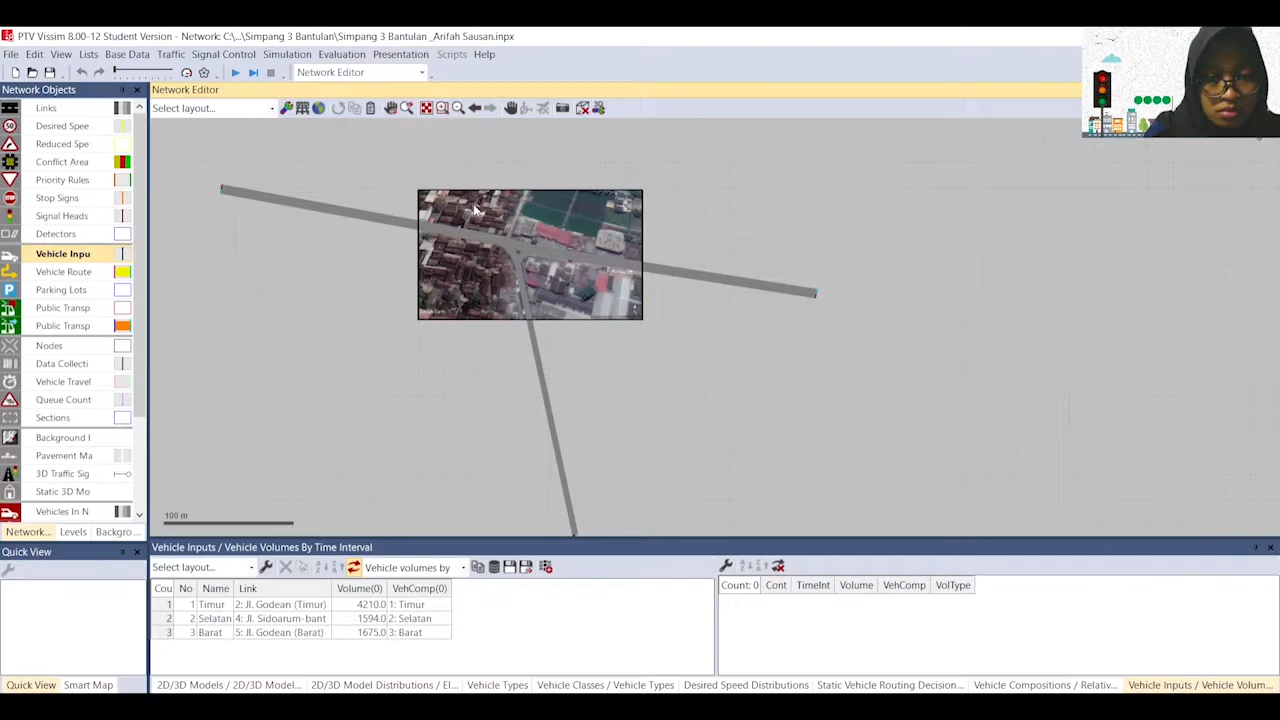 PTV Vissim 8.00-12 Student Version - Network: C:\...\Simpang 3 Bantulan\Simpang 3 Bantulan _Arifah Sausan.inpx
File Edit View Lists Base Data Traffic Signal Control Simulation Evaluation Presentation Scripts Help
Network Editor
Network Objects
Network Editor
Select layout...
Links
Desired Spee
Reduced Spe
Conflict Area
Priority Rules
Stop Signs
Signal Heads
Detectors
Vehicle Inpu
Vehicle Route
Parking Lots
Public Transp
Public Transp
Nodes
Data Collecti
Vehicle Travel
Queue Count
Sections
Background I
Pavement Ma
3D Traffic Sig
Static 3D Mo
Vehicles In N
Network... Levels Backgro...
100 m
Quick View
Vehicle Inputs / Vehicle Volumes By Time Interval
Select layout... Vehicle volumes by
Cou No Name Link Volume(0) VehComp(0)
1 1 Timur 2: Jl. Godean (Timur) 4210.0 1: Timur
2 2 Selatan 4: Jl. Sidoarum-bant 1594.0 2: Selatan
3 3 Barat 5: Jl. Godean (Barat) 1675.0 3: Barat
Count: 0 Cont TimeInt Volume VehComp VolType
Quick View Smart Map
2D/3D Models / 2D/3D Model... 2D/3D Model Distributions / El... Vehicle Types Vehicle Classes / Vehicle Types Desired Speed Distributions Static Vehicle Routing Decision... Vehicle Compositions / Relativ... Vehicle Inputs / Vehicle Volum...